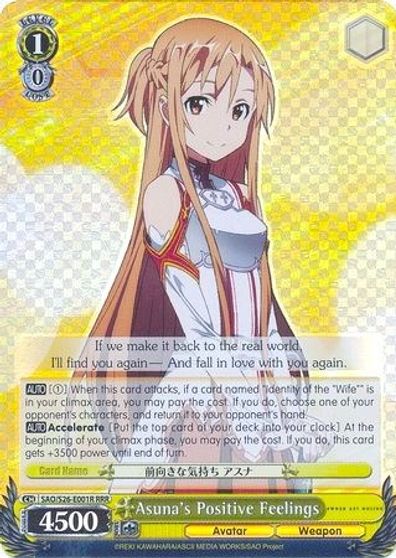 LEVEL
1
0
COST
If we make it back to the real world,
I'll find you again— And fall in love with you again.
AUTO [①] When this card attacks, if a card named "Identity of the "Wife"" is
in your climax area, you may pay the cost. If you do, choose one of your
opponent's characters, and return it to your opponent's hand.
AUTO Accelerate [Put the top card of your deck into your clock] At the
beginning of your climax phase, you may pay the cost. If you do, this card
gets +3500 power until end of turn.
Card Name 前向きな気持ち アスナ
CH SAO/S26-E001R RRR
Asuna's Positive Feelings
4500
Avatar
Weapon
©REKI KAWAHARA/ASCII MEDIA WORKS/SAO Project